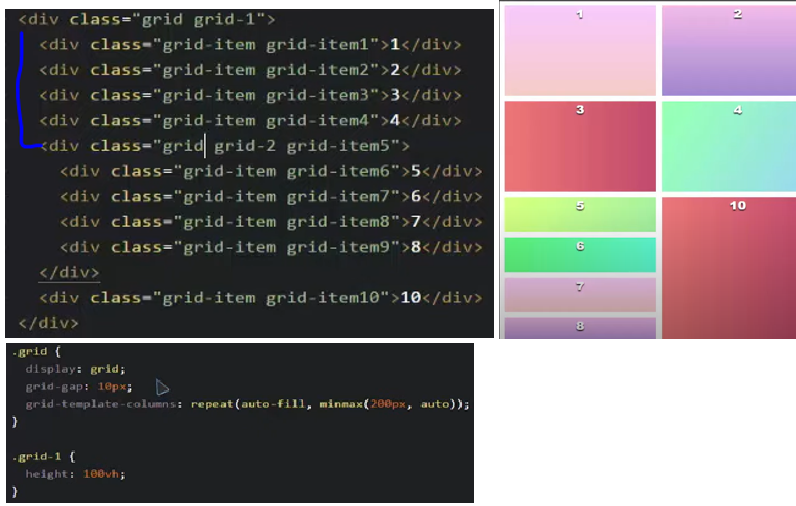 <div class="grid grid-1">
<div class="grid-item grid-item1">1</div>
<div class="grid-item grid-item2">2</div>
<div class="grid-item grid-item3">3</div>
<div class="grid-item grid-item4">4</div>
<div class="grid grid-2 grid-item5">
<div class="grid-item grid-item6">5</div>
<div class="grid-item grid-item7">6</div>
<div class="grid-item grid-item8">7</div>
<div class="grid-item grid-item9">8</div>
</div>
<div class="grid-item grid-item10">10</div>
</div>
1
2
3
4
5
10
6
7
8
.grid {
display: grid;
grid-gap: 10px;
grid-template-columns: repeat(auto-fill, minmax(200px, auto));
}
.grid-1 {
height: 100vh;
}